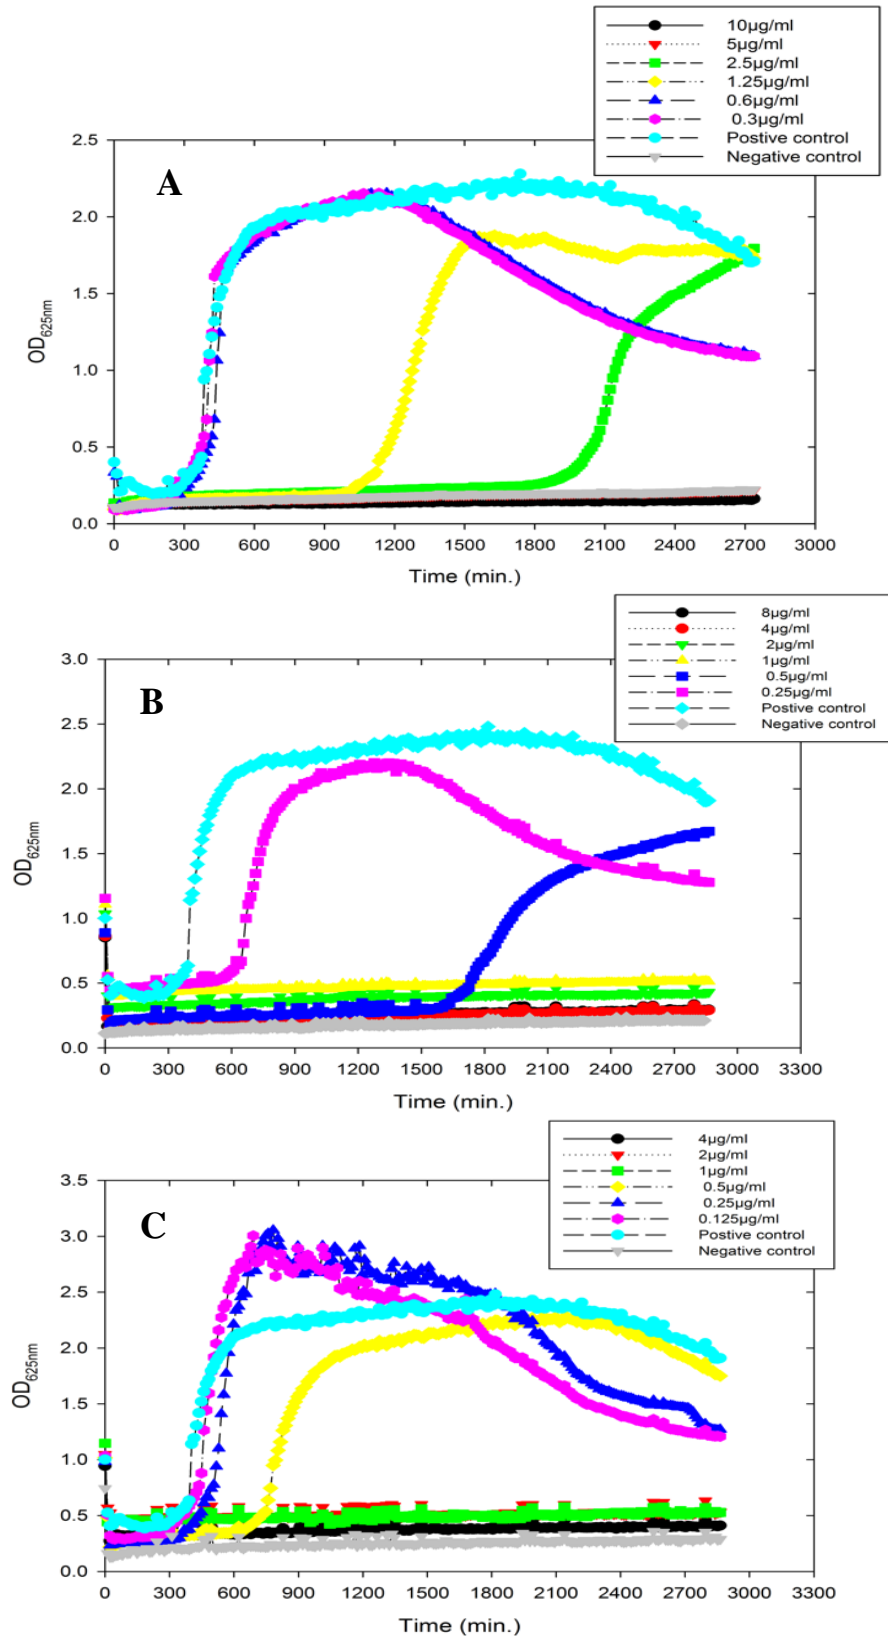 10µg/ml
5µg/ml
2.5µg/ml
1.25µg/ml
0.6µg/ml
0.3µg/ml
Postive control
Negative control
A
2.5
2.0
1.5
1.0
0.5
0.0
OD625nm
0 300 600 900 1200 1500 1800 2100 2400 2700 3000
Time (min.)
8µg/ml
4µg/ml
2µg/ml
1µg/ml
0.5µg/ml
0.25µg/ml
Postive control
Negative control
B
3.0
2.5
2.0
1.5
1.0
0.5
0.0
OD625nm
0 300 600 900 1200 1500 1800 2100 2400 2700 3000 3300
Time (min.)
4µg/ml
2µg/ml
1µg/ml
0.5µg/ml
0.25µg/ml
0.125µg/ml
Postive control
Negative control
C
3.5
3.0
2.5
2.0
1.5
1.0
0.5
0.0
OD625nm
0 300 600 900 1200 1500 1800 2100 2400 2700 3000
Time (min.)